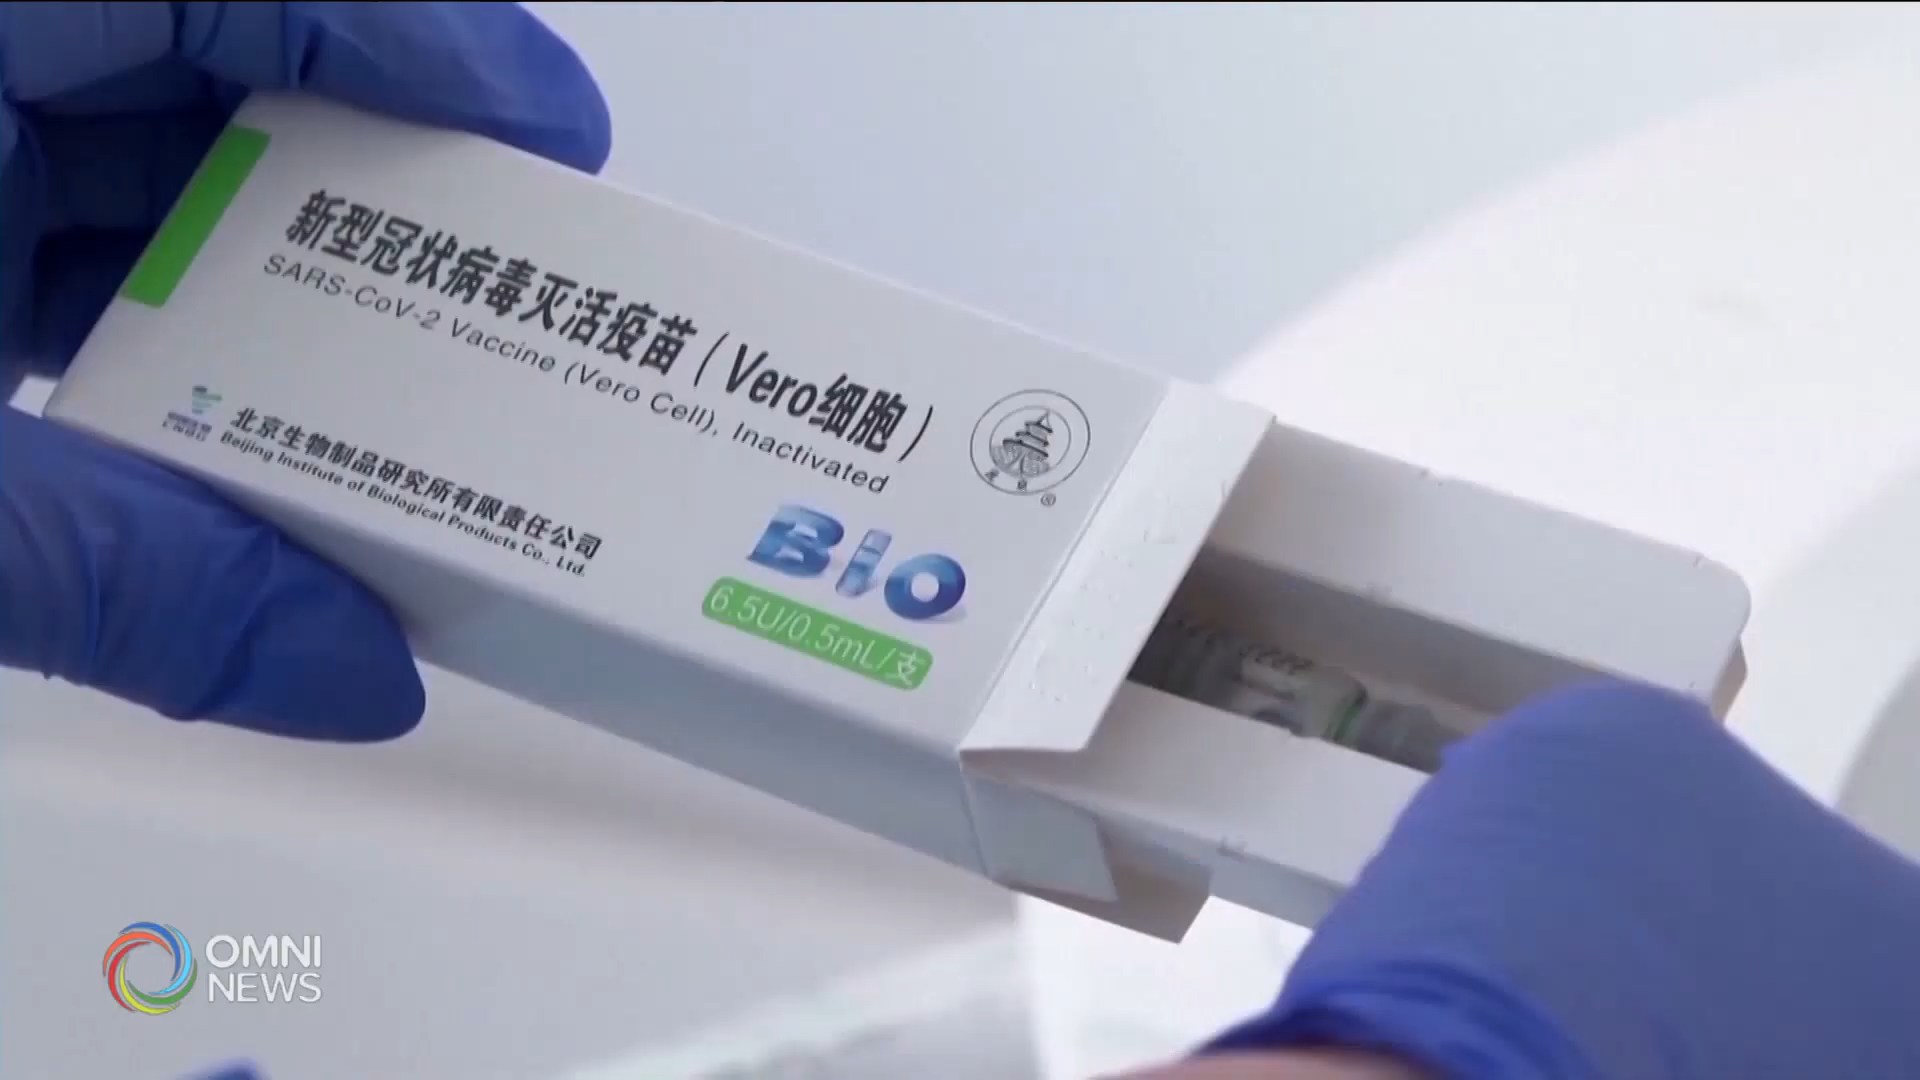 新型冠状病毒灭活疫苗（Vero细胞）
SARS-CoV-2 Vaccine (Vero Cell), Inactivated
北京生物制品研究所有限责任公司
Beijing Institute of Biological Products Co., Ltd.
CNBG
®
Bio
6.5U/0.5mL/支
OMNI
NEWS